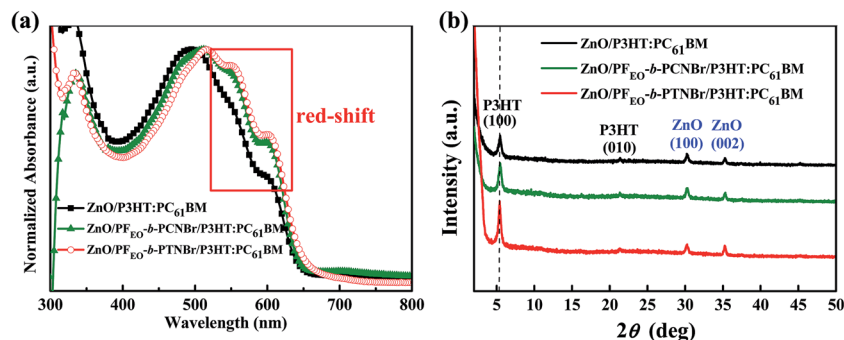 (a)
Normalized Absorbance (a.u.)
red-shift
ZnO/P3HT:PC61BM
ZnO/PFEO-b-PCNBr/P3HT:PC61BM
ZnO/PFEO-b-PTNBr/P3HT:PC61BM
300 400 500 600 700 800
Wavelength (nm)
(b)
Intensity (a.u.)
ZnO/P3HT:PC61BM
ZnO/PFEO-b-PCNBr/P3HT:PC61BM
ZnO/PFEO-b-PTNBr/P3HT:PC61BM
P3HT
(100)
P3HT
(010)
ZnO
(100)
ZnO
(002)
5 10 15 20 25 30 35 40 45 50
2θ (deg)